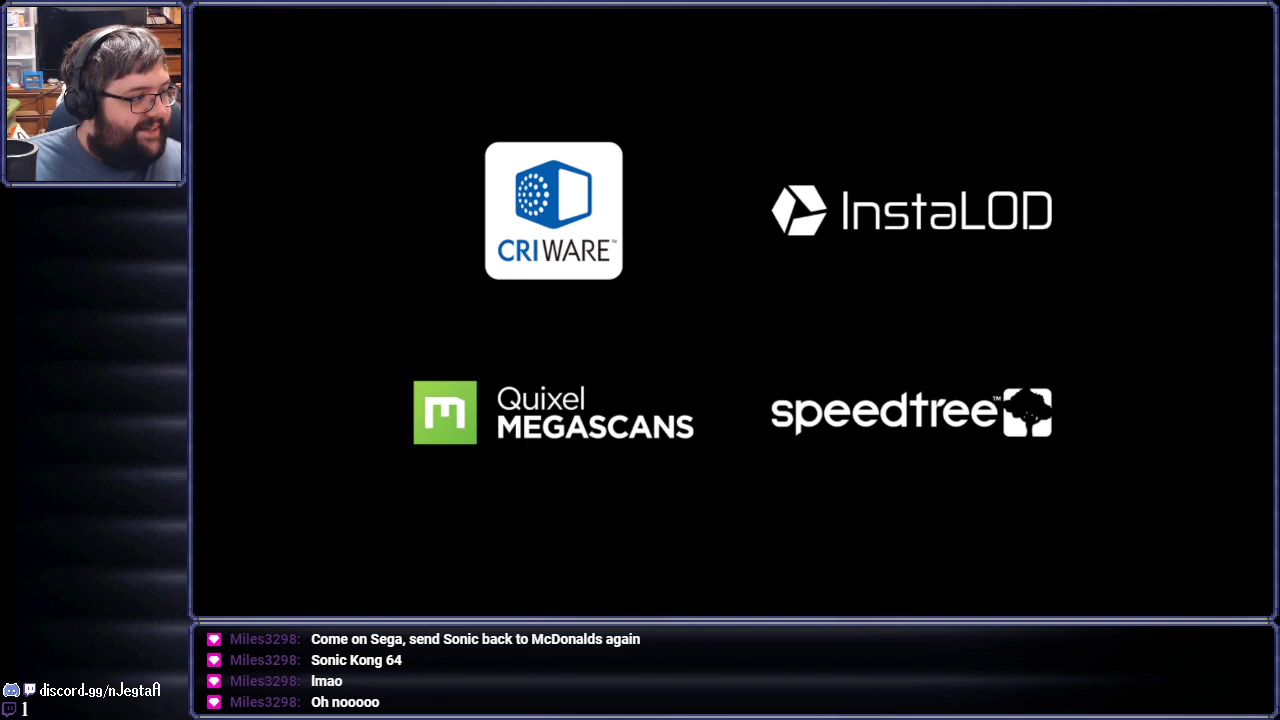 CRIWARE™
InstaLOD
Quixel
MEGASCANS
speedtree™
Miles3298: Come on Sega, send Sonic back to McDonalds again
Miles3298: Sonic Kong 64
Miles3298: lmao
Miles3298: Oh nooooo
discord.gg/nJegtafl
1